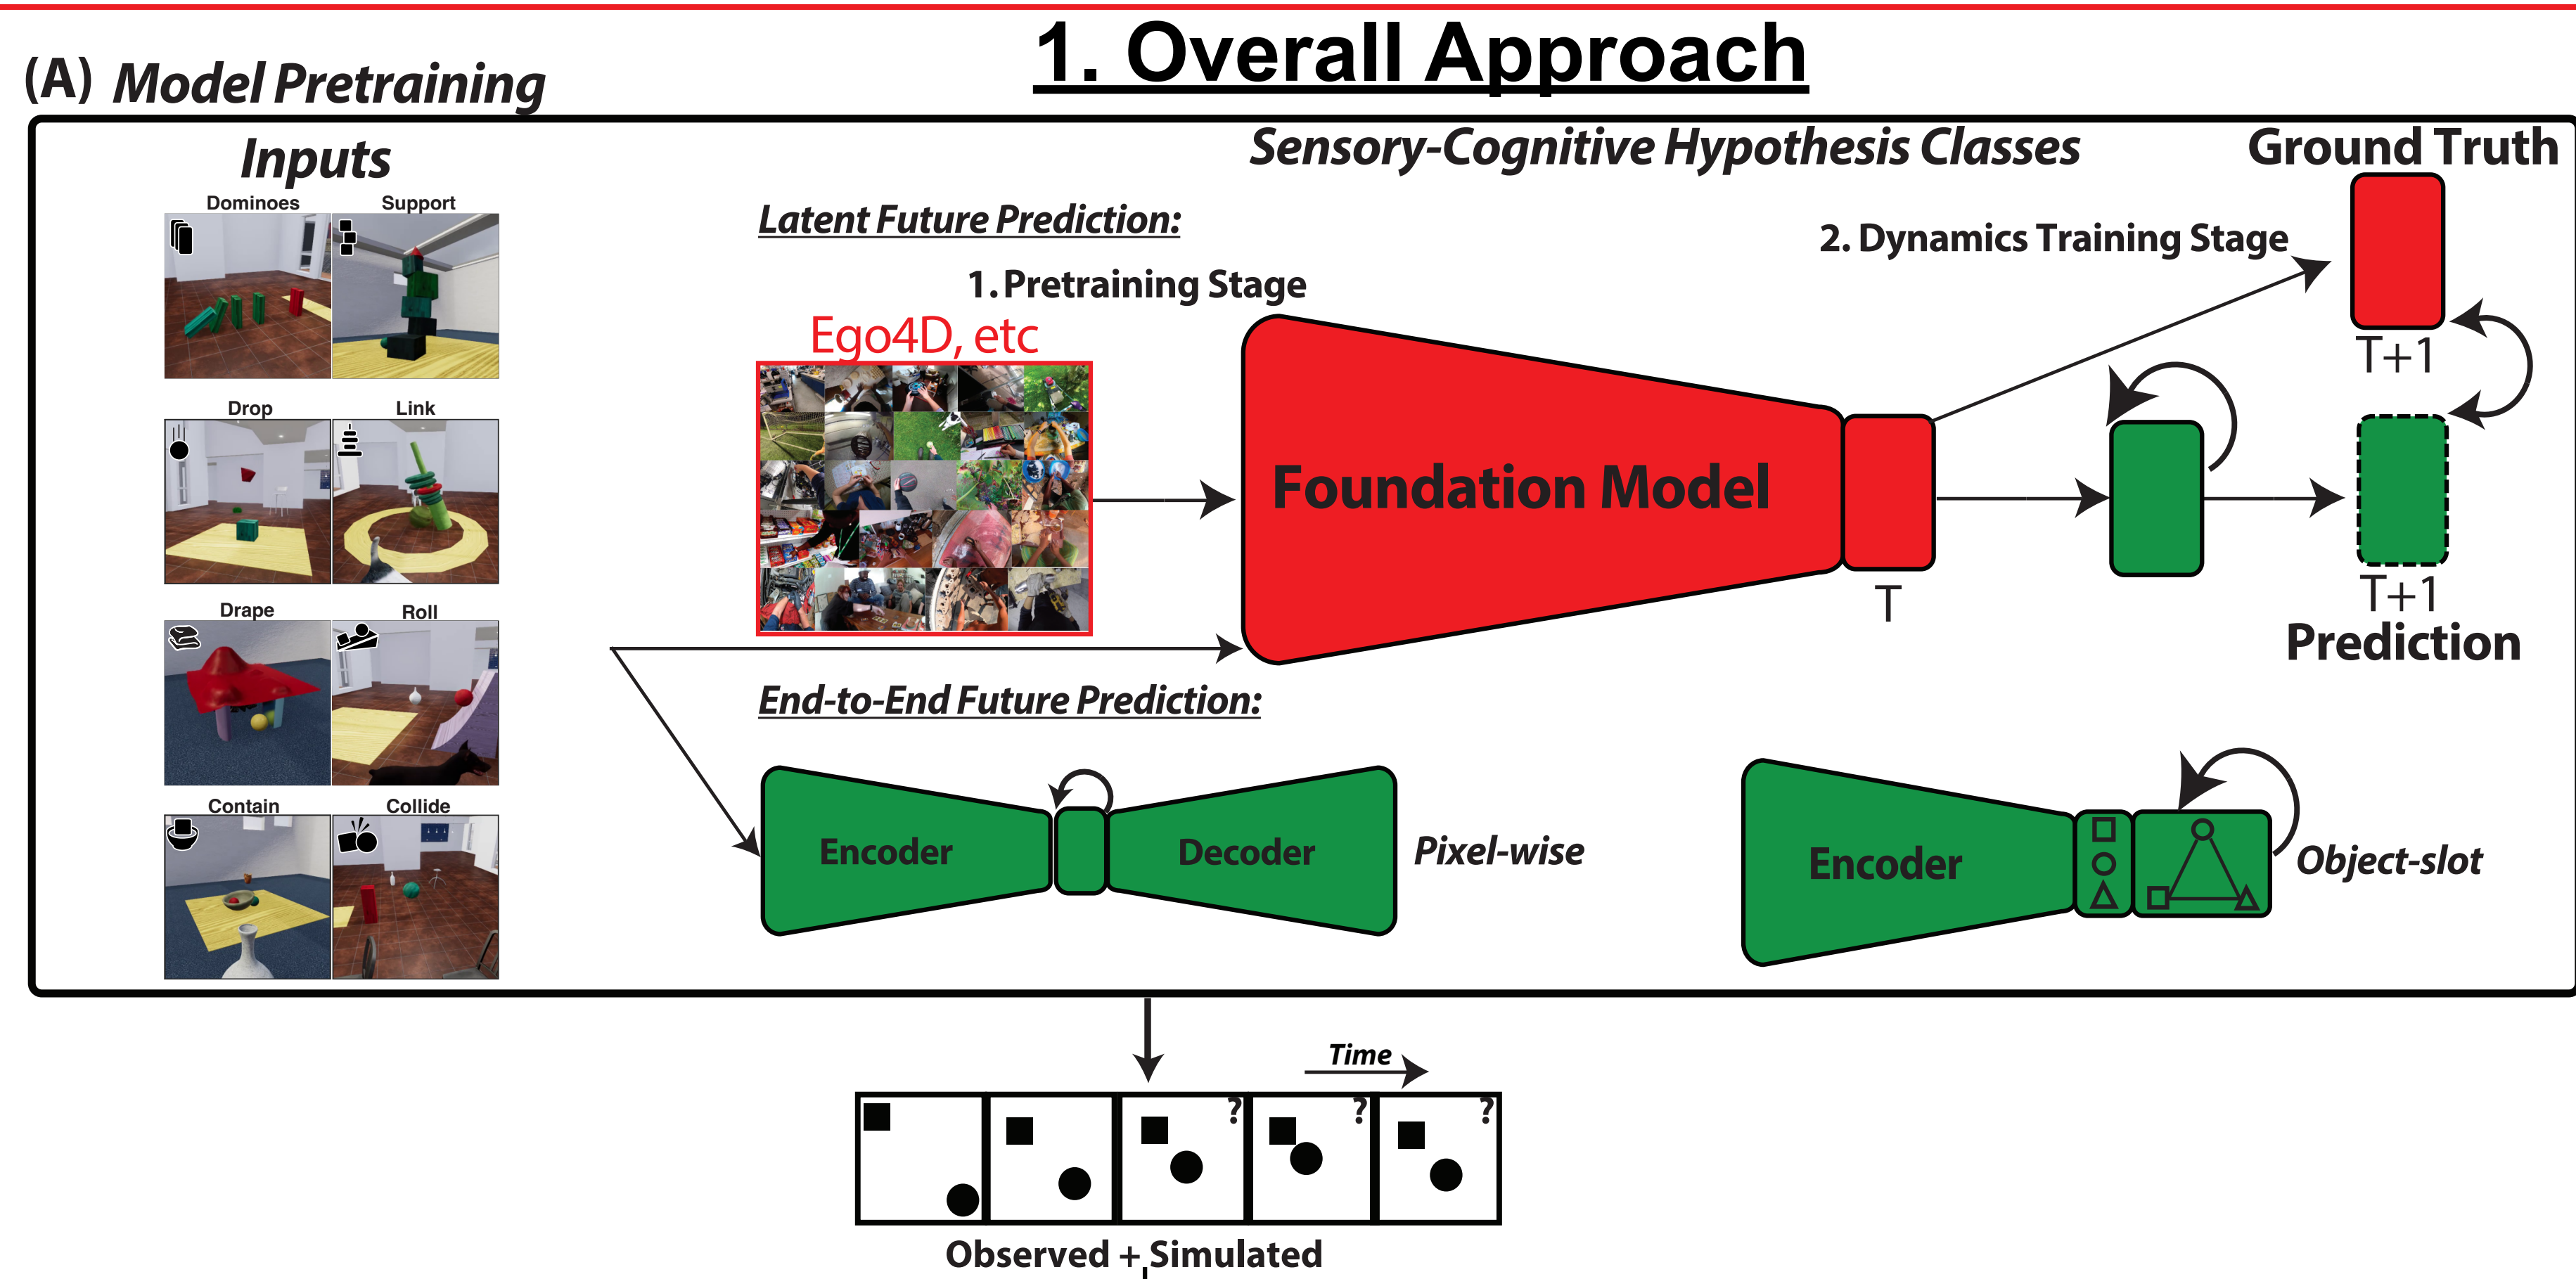 1. Overall Approach
(A) Model Pretraining
Inputs
Dominoes
Support
Drop
Link
Drape
Roll
Contain
Collide
Sensory-Cognitive Hypothesis Classes
Ground Truth
Latent Future Prediction:
2. Dynamics Training Stage
1. Pretraining Stage
Ego4D, etc
Foundation Model
T
T+1
T+1
Prediction
End-to-End Future Prediction:
Encoder
Decoder
Pixel-wise
Encoder
Object-slot
Time
?
?
?
Observed + Simulated